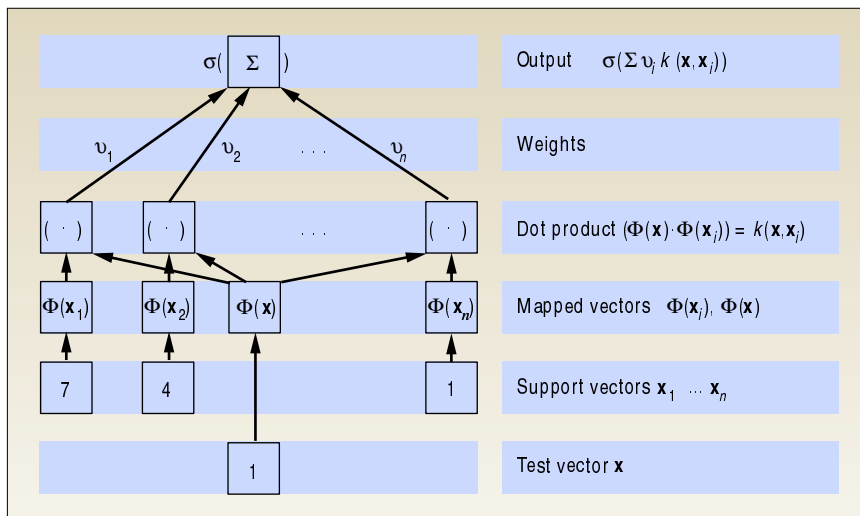 σ( Σ ) Output σ(Σ υi k (x,xi))
υ1 υ2 . . . υn Weights
( · ) ( · ) . . . ( · ) Dot product (Φ(x)·Φ(xi)) = k(x,xi)
Φ(x1) Φ(x2) Φ(x) Φ(xn) Mapped vectors Φ(xi), Φ(x)
7 4 1 Support vectors x1 ... xn
1 Test vector x